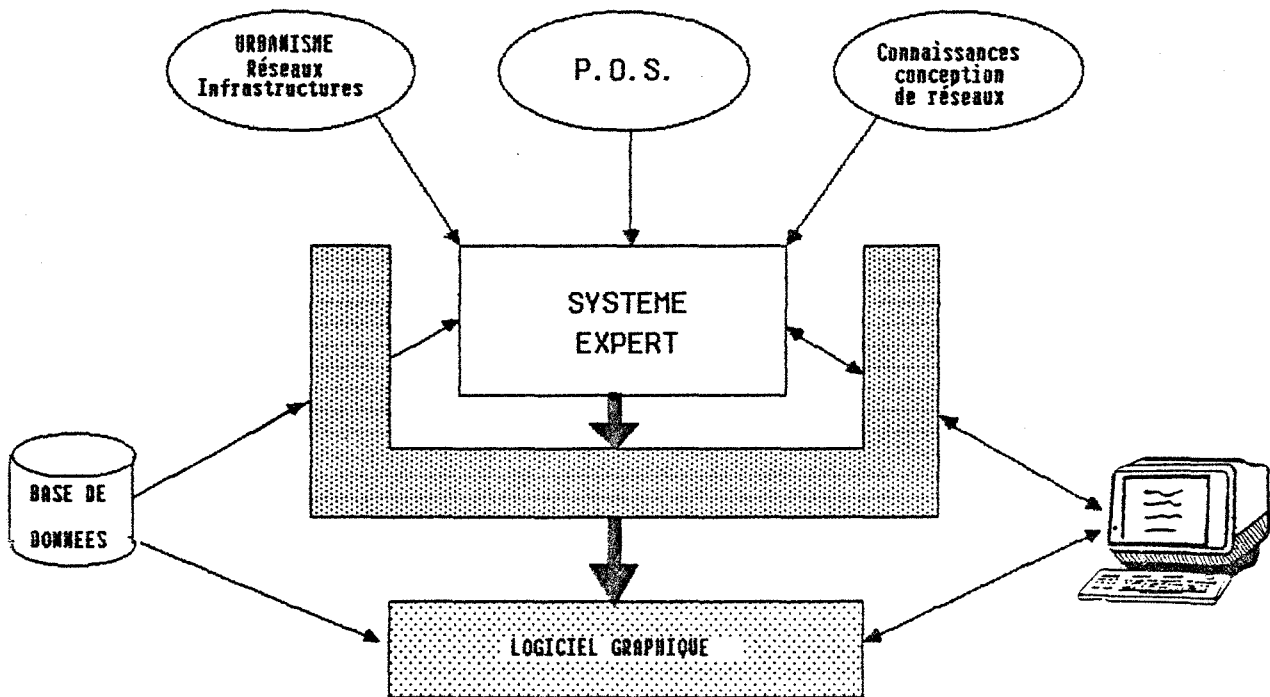 URBANISME
Réseaux
Infrastructures
P.O.S.
Connaissances
conception
de réseaux
SYSTEME
EXPERT
BASE DE
DONNEES
LOGICIEL GRAPHIQUE